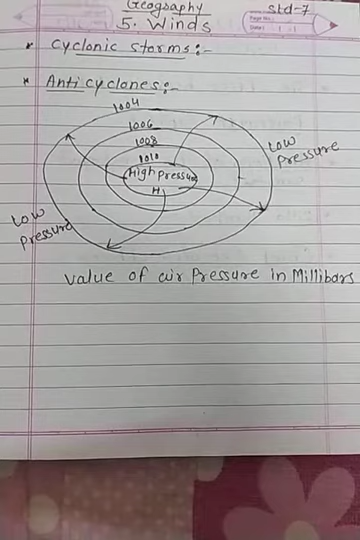 Geography
Std-7
5. Winds
Page No.:
Date:
* Cyclonic storms:-
* Anticyclones:-
1004
1006
1008
1010
High Pressure
H
Low
Pressure
Low
Pressure
value of air Pressure in Millibars